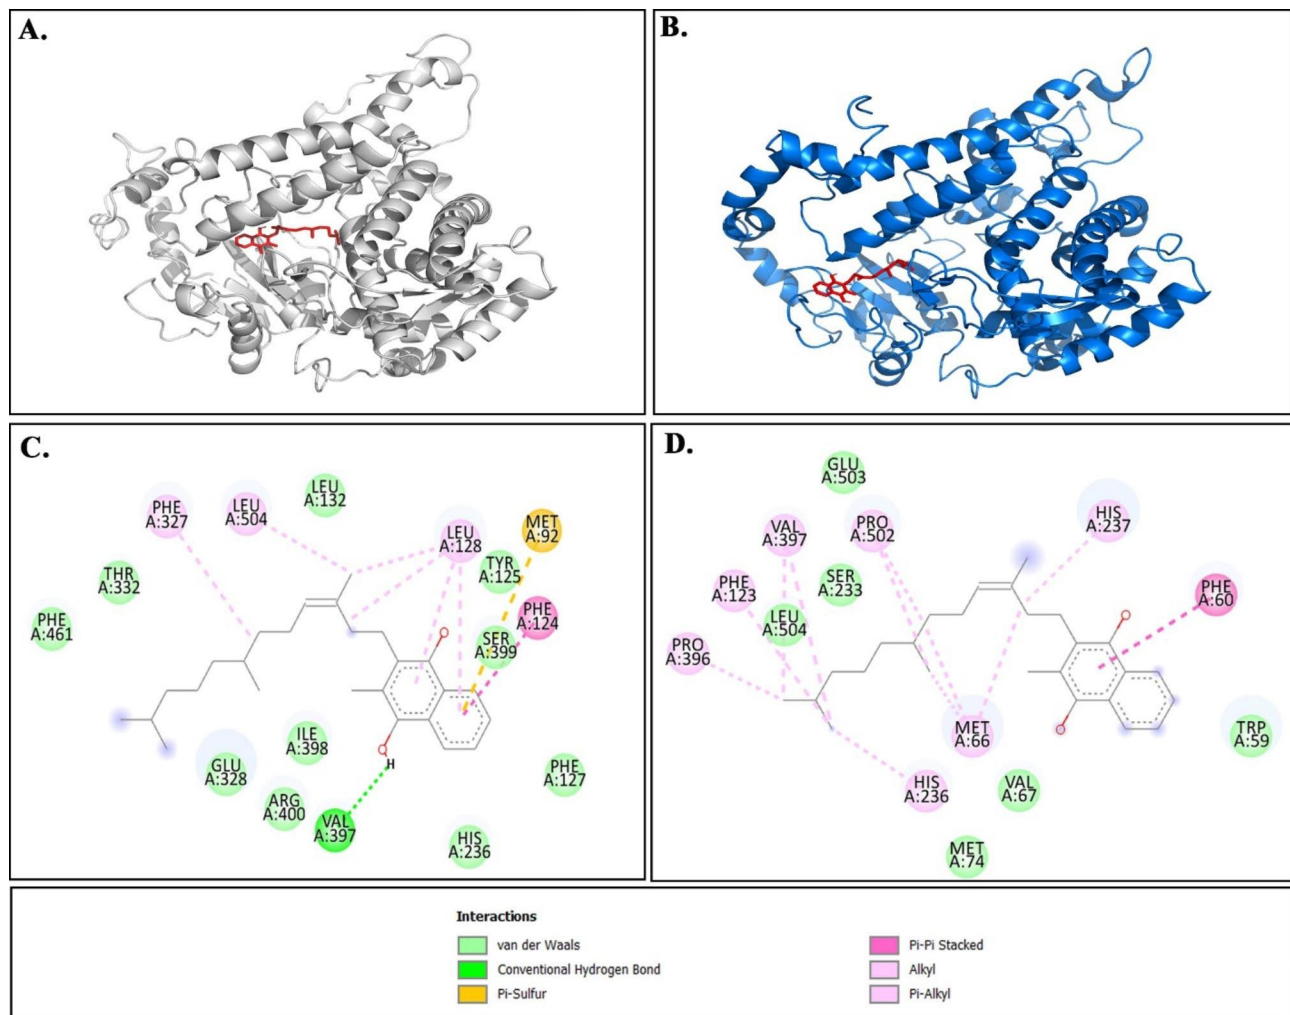 A.
B.
C.
PHE
A:327
LEU
A:504
LEU
A:132
LEU
A:128
MET
A:92
THR
A:332
TYR
A:125
PHE
A:461
PHE
A:124
SER
A:399
O
O
H
ILE
A:398
GLU
A:328
ARG
A:400
VAL
A:397
PHE
A:127
HIS
A:236
D.
GLU
A:503
VAL
A:397
PRO
A:502
HIS
A:237
PHE
A:123
SER
A:233
LEU
A:504
PHE
A:60
PRO
A:396
O
O
MET
A:66
TRP
A:59
HIS
A:236
VAL
A:67
MET
A:74
Interactions
van der Waals
Conventional Hydrogen Bond
Pi-Sulfur
Pi-Pi Stacked
Alkyl
Pi-Alkyl